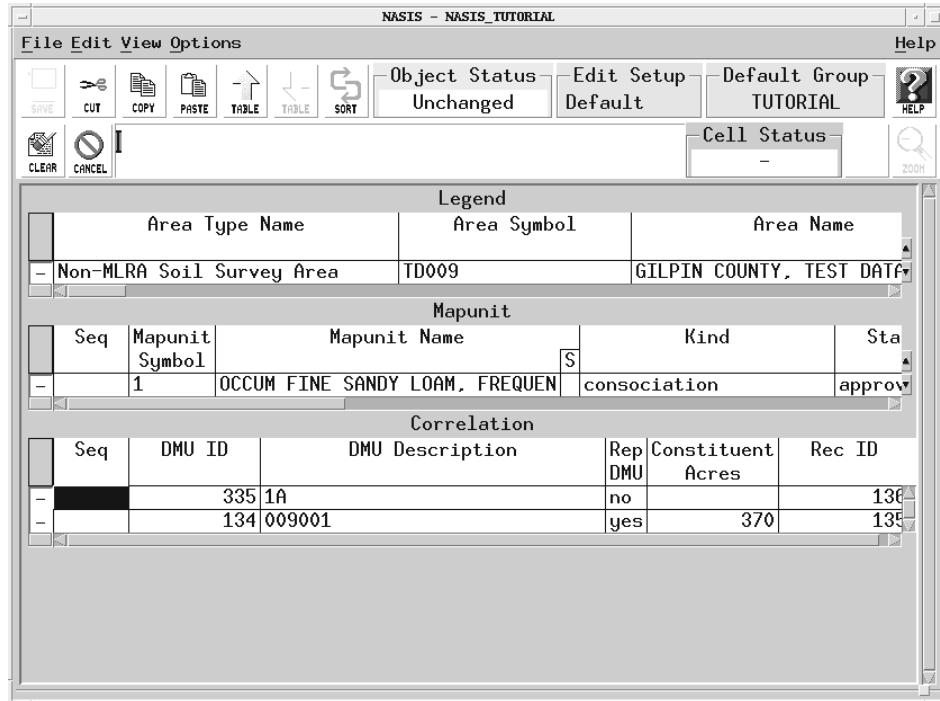 NASIS - NASIS_TUTORIAL
File Edit View Options Help
SAVE CUT COPY PASTE TABLE TABLE SORT HELP
Object Status Edit Setup Default Group
Unchanged Default TUTORIAL
CLEAR CANCEL ZOOM
Cell Status
-
Legend
Area Type Name Area Symbol Area Name
- Non-MLRA Soil Survey Area TD009 GILPIN COUNTY, TEST DATA
Mapunit
Seq Mapunit Symbol Mapunit Name S Kind Sta
- 1 OCCUM FINE SANDY LOAM, FREQUEN consociation approv
Correlation
Seq DMU ID DMU Description Rep DMU Constituent Acres Rec ID
- 335 1A no 136
- 134 009001 yes 370 135